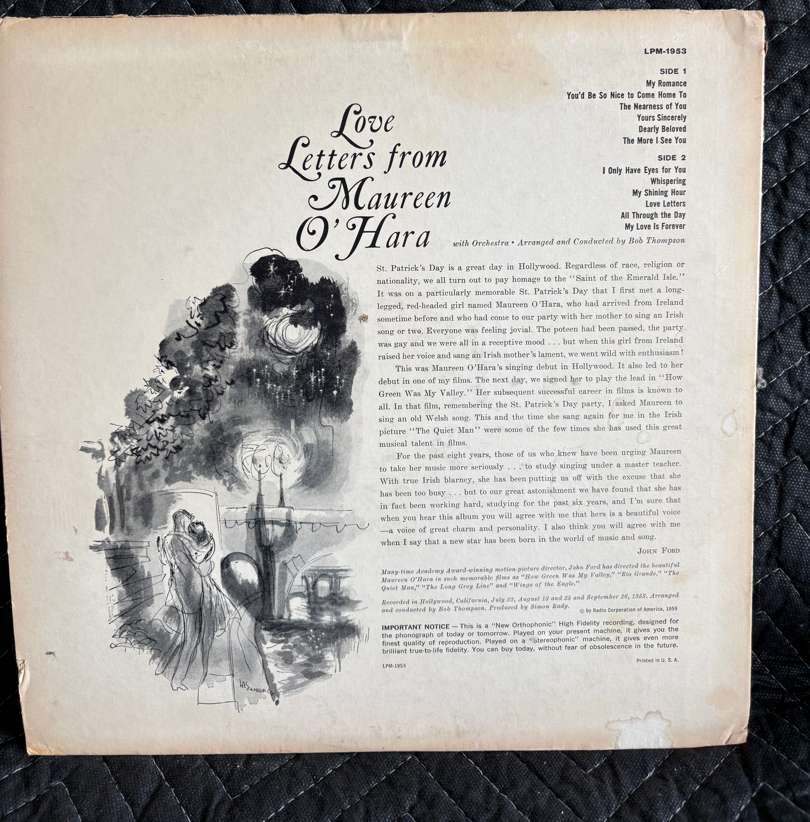 LPM-1953
SIDE 1
My Romance
You'd Be So Nice to Come Home To
The Nearness of You
Yours Sincerely
Dearly Beloved
The More I See You
SIDE 2
I Only Have Eyes for You
Whispering
My Shining Hour
Love Letters
All Through the Day
My Love Is Forever
Love
Letters from
Maureen
O'Hara
with Orchestra • Arranged and Conducted by Bob Thompson
St. Patrick's Day is a great day in Hollywood. Regardless of race, religion or
nationality, we all turn out to pay homage to the "Saint of the Emerald Isle."
It was on a particularly memorable St. Patrick's Day that I first met a long-
legged, red-headed girl named Maureen O'Hara, who had arrived from Ireland
sometime before and who had come to our party with her mother to sing an Irish
song or two. Everyone was feeling jovial. The poteen had been passed, the party
was gay and we were all in a receptive mood . . . but when this girl from Ireland
raised her voice and sang an Irish mother's lament, we went wild with enthusiasm!
This was Maureen O'Hara's singing debut in Hollywood. It also led to her
debut in one of my films. The next day, we signed her to play the lead in "How
Green Was My Valley." Her subsequent successful career in films is known to
all. In that film, remembering the St. Patrick's Day party, I asked Maureen to
sing an old Welsh song. This and the time she sang again for me in the Irish
picture "The Quiet Man" were some of the few times she has used this great
musical talent in films.
For the past eight years, those of us who knew have been urging Maureen
to take her music more seriously . . . to study singing under a master teacher.
With true Irish blarney, she has been putting us off with the excuse that she
has been too busy . . . but to our great astonishment we have found that she has
in fact been working hard, studying for the past six years, and I'm sure that
when you hear this album you will agree with me that hers is a beautiful voice
—a voice of great charm and personality. I also think you will agree with me
when I say that a new star has been born in the world of music and song.
JOHN FORD
Many-time Academy Award-winning motion-picture director, John Ford has directed the beautiful
Maureen O'Hara in such memorable films as "How Green Was My Valley," "Rio Grande," "The
Quiet Man," "The Long Grey Line" and "Wings of the Eagle."
Recorded in Hollywood, California, July 23, August 12 and 25 and September 26, 1958. Arranged
and conducted by Bob Thompson. Produced by Simon Rady.
© by Radio Corporation of America, 1959
IMPORTANT NOTICE — This is a "New Orthophonic" High Fidelity recording, designed for
the phonograph of today or tomorrow. Played on your present machine, it gives you the
finest quality of reproduction. Played on a "Stereophonic" machine, it gives even more
brilliant true-to-life fidelity. You can buy today, without fear of obsolescence in the future.
LPM-1953
Printed in U. S. A.